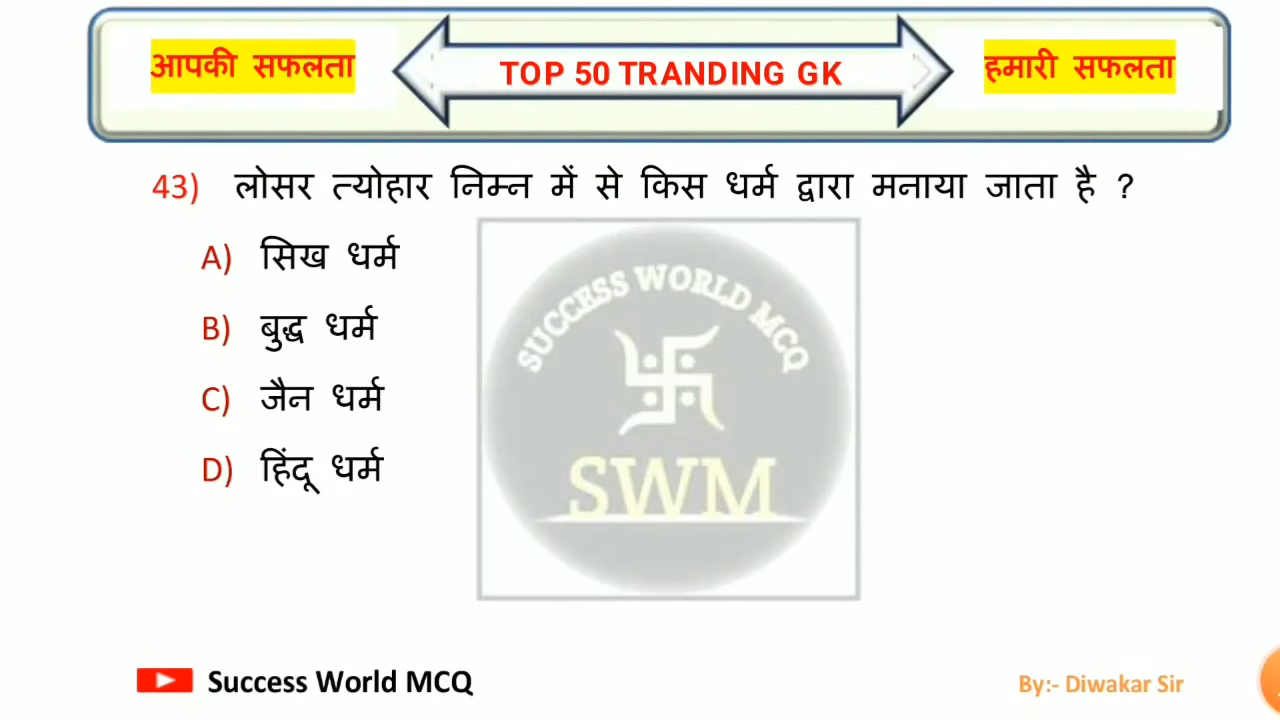 आपकी सफलता
TOP 50 TRANDING GK
हमारी सफलता
43) लोसर त्योहार निम्न में से किस धर्म द्वारा मनाया जाता है ?
A) सिख धर्म
B) बुद्ध धर्म
C) जैन धर्म
D) हिंदू धर्म
SUCCESS WORLD MCQ
SWM
Success World MCQ
By:- Diwakar Sir